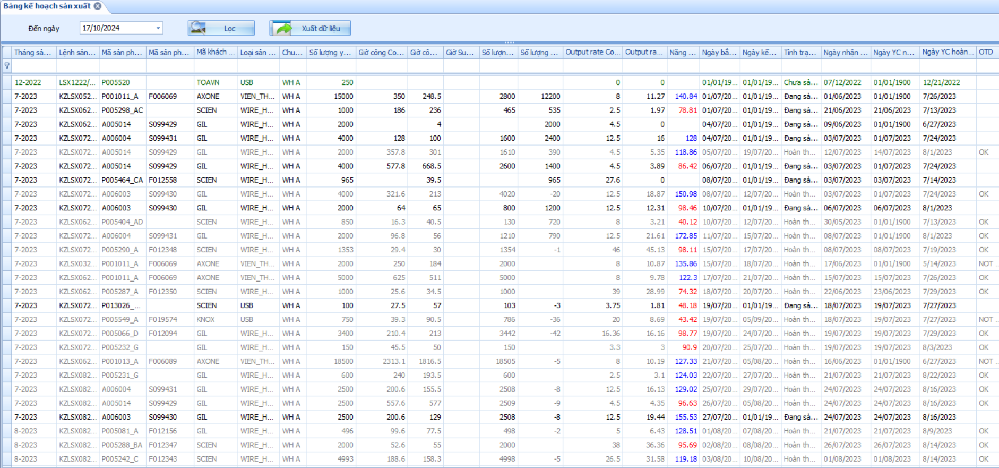 Bảng kế hoạch sản xuất
Đến ngày 17/10/2024 Lọc Xuất dữ liệu
Tháng sả... Lệnh sản... Mã sản ph... Mã sản ph... Mã khách ... Loại sản ... Chu... Số lượng y... Giờ công Co... Giờ cô... Giờ Su... Số lượn... Số lượng ... Output rate Co... Output ra... Năng ... Ngày bắ... Ngày kế... Tình trạ... Ngày nhận ... Ngày YC n... Ngày YC hoàn... OTD
12-2022 LSX1222/... P005520 TOAVN USB WH A 250 0 0 01/01/19... 01/01/19... Chưa sả... 07/12/2022 01/01/1900 12/21/2022
7-2023 KZLSX052... P001011_A F006069 AXONE VIEN_TH... WH A 15000 350 248.5 2800 12200 8 11.27 140.84 01/07/20... 01/01/19... Đang sả... 01/06/2023 01/01/1900 7/26/2023
7-2023 KZLSX062... P005298_AC SCIEN WIRE_H... WH A 1000 186 236 465 535 2.5 1.97 78.81 01/07/20... 01/01/19... Đang sả... 21/06/2023 21/06/2023 7/13/2023
7-2023 KZLSX062... A005014 S099429 GIL WIRE_H... WH A 2000 4 2000 4.5 0 04/07/20... 01/01/19... Đang sả... 09/06/2023 01/01/1900 6/27/2023
7-2023 KZLSX072... A006004 S099431 GIL WIRE_H... WH A 4000 128 100 1600 2400 12.5 16 128 04/07/20... 01/01/19... Đang sả... 03/07/2023 01/07/2023 7/24/2023
7-2023 KZLSX072... A005014 S099429 GIL WIRE_H... WH A 2000 357.8 301 1610 390 4.5 5.35 118.86 05/07/20... 19/07/20... Hoàn th... 12/07/2023 14/07/2023 8/1/2023 OK
7-2023 KZLSX072... A005014 S099429 GIL WIRE_H... WH A 4000 577.8 668.5 2600 1400 4.5 3.89 86.42 06/07/20... 01/01/19... Đang sả... 03/07/2023 01/07/2023 7/24/2023
7-2023 KZLSX072... P005464_CA F012558 SCIEN WIRE_H... WH A 965 39.5 965 27.6 0 08/07/20... 01/01/19... Đang sả... 03/07/2023 03/07/2023 7/14/2023
7-2023 KZLSX072... A006003 S099430 GIL WIRE_H... WH A 4000 321.6 213 4020 -20 12.5 18.87 150.98 08/07/20... 12/07/20... Hoàn th... 03/07/2023 01/07/2023 7/24/2023 OK
7-2023 KZLSX072... A006003 S099430 GIL WIRE_H... WH A 2000 64 65 800 1200 12.5 12.31 98.46 10/07/20... 01/01/19... Đang sả... 06/07/2023 06/07/2023 8/1/2023
7-2023 KZLSX062... P005404_AD SCIEN WIRE_H... WH A 850 16.3 40.5 130 720 8 3.21 40.12 10/07/20... 12/07/20... Hoàn th... 30/05/2023 01/01/1900 7/13/2023 OK
7-2023 KZLSX072... A006004 S099431 GIL WIRE_H... WH A 2000 96.8 56 1210 790 12.5 21.61 172.85 11/07/20... 15/07/20... Hoàn th... 08/07/2023 01/01/1900 8/1/2023 OK
7-2023 KZLSX072... P005290_A F012348 SCIEN WIRE_H... WH A 1353 29.4 30 1354 -1 46 45.13 98.11 15/07/20... 17/07/20... Hoàn th... 08/07/2023 08/07/2023 7/19/2023 OK
7-2023 KZLSX032... P001011_A F006069 AXONE VIEN_TH... WH A 2000 250 184 2000 8 10.87 135.86 15/07/20... 18/07/20... Hoàn th... 17/06/2023 01/01/1900 5/14/2023 NOT ...
7-2023 KZLSX062... P001011_A F006069 AXONE VIEN_TH... WH A 5000 625 511 5000 8 9.78 122.3 17/07/20... 21/07/20... Hoàn th... 15/07/2023 15/07/2023 7/26/2023 OK
7-2023 KZLSX062... P005287_A F012350 SCIEN WIRE_H... WH A 1000 25.6 34.5 1000 39 28.99 74.32 18/07/20... 20/07/20... Hoàn th... 22/06/2023 23/06/2023 7/29/2023 OK
7-2023 KZLSX072... P013026_... SCIEN USB WH A 100 27.5 57 103 -3 3.75 1.81 48.18 19/07/20... 01/01/19... Đang sả... 18/07/2023 19/07/2023 7/27/2023
7-2023 KZLSX072... P005549_A F019574 KNOX USB WH A 750 39.3 90.5 786 -36 20 8.69 43.42 19/07/20... 05/09/20... Hoàn th... 18/07/2023 19/07/2023 7/27/2023 NOT ...
7-2023 KZLSX072... P005066_D F012094 GIL WIRE_H... WH A 3400 210.4 213 3442 -42 16.36 16.16 98.77 19/07/20... 24/07/20... Hoàn th... 19/07/2023 19/07/2023 7/29/2023 OK
7-2023 KZLSX072... P005232_G GIL WIRE_H... WH A 150 45.5 50 150 3.3 3 90.9 20/07/20... 25/07/20... Hoàn th... 19/07/2023 19/07/2023 8/3/2023 OK
7-2023 KZLSX062... P001013_A F006089 AXONE VIEN_TH... WH A 18500 2313.1 1816.5 18505 -5 8 10.19 127.33 21/07/20... 05/08/20... Hoàn th... 16/06/2023 01/01/1900 6/27/2023 NOT ...
7-2023 KZLSX082... P005231_G GIL WIRE_H... WH A 600 240 193.5 600 2.5 3.1 124.03 22/07/20... 27/07/20... Hoàn th... 21/07/2023 21/07/2023 8/22/2023 OK
7-2023 KZLSX082... A006004 S099431 GIL WIRE_H... WH A 2500 200.6 155.5 2508 -8 12.5 16.13 129.02 25/07/20... 29/07/20... Hoàn th... 24/07/2023 24/07/2023 8/16/2023 OK
7-2023 KZLSX082... A005014 S099429 GIL WIRE_H... WH A 2500 557.6 577 2509 -9 4.5 4.35 96.63 26/07/20... 05/08/20... Hoàn th... 24/07/2023 24/07/2023 8/16/2023 OK
7-2023 KZLSX082... A006003 S099430 GIL WIRE_H... WH A 2500 200.6 129 2508 -8 12.5 19.44 155.53 27/07/20... 01/01/19... Đang sả... 24/07/2023 24/07/2023 8/16/2023
8-2023 KZLSX082... P005081_A F012156 GIL WIRE_H... WH A 496 99.6 77.5 498 -2 5 6.43 128.51 01/08/20... 07/08/20... Hoàn th... 21/07/2023 21/07/2023 8/9/2023 OK
8-2023 KZLSX082... P005288_BA F012347 SCIEN WIRE_H... WH A 2000 52.6 55 2000 38 36.36 95.69 02/08/20... 08/08/20... Hoàn th... 26/07/2023 26/07/2023 8/14/2023 OK
8-2023 KZLSX082... P005242_C F012343 SCIEN WIRE_H... WH A 4993 188.6 158.3 4998 -5 26.5 31.58 119.18 03/08/20... 10/08/20... Hoàn th... 01/08/2023 01/08/2023 8/14/2023 OK